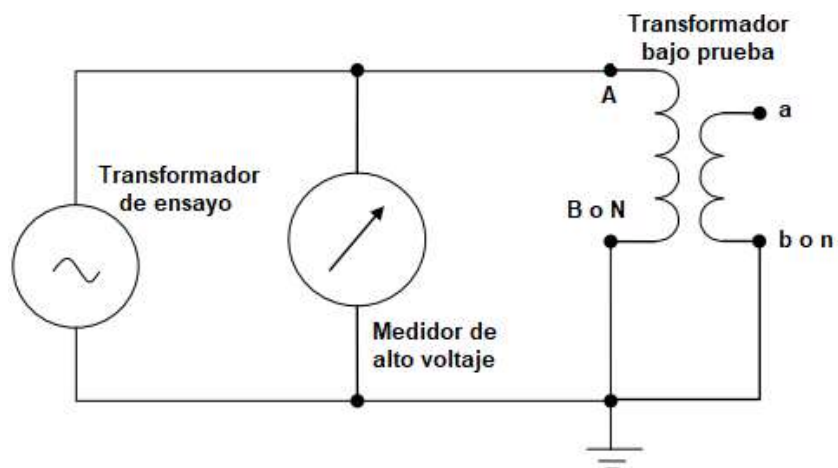 Transformador
bajo prueba
A
a
Transformador
de ensayo
B o N
b o n
Medidor de
alto voltaje